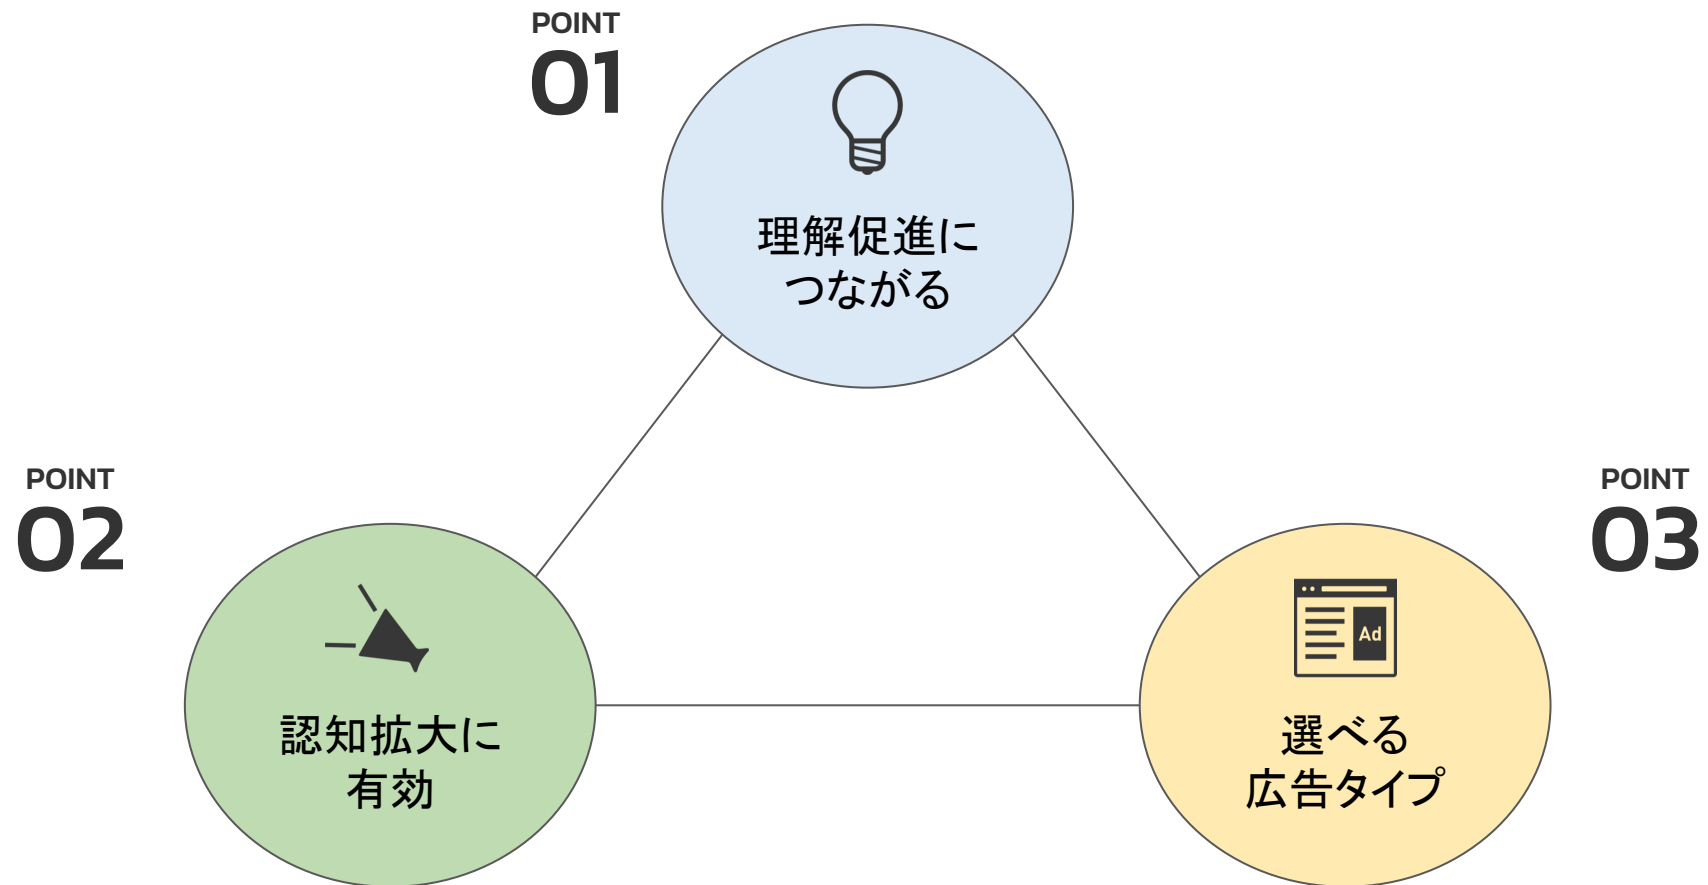 POINT
01
理解促進に
つながる
POINT
02
認知拡大に
有効
POINT
03
Ad
選べる
広告タイプ